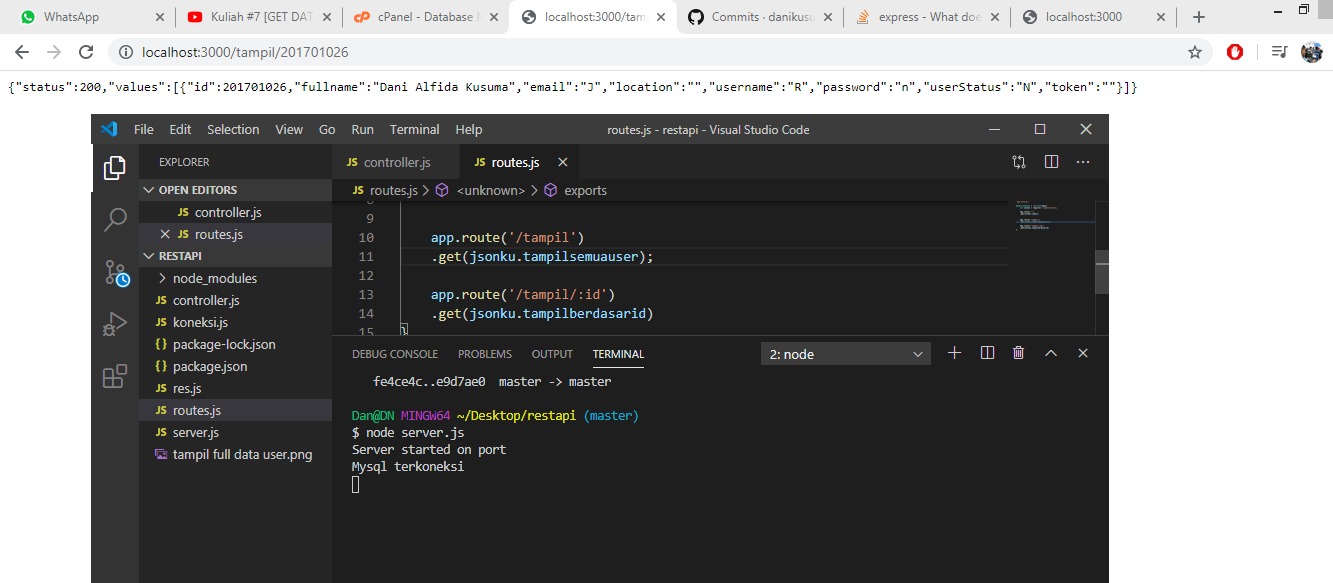 WhatsApp
Kuliah #7 [GET DAT
cPanel - Database M
localhost:3000/tam
Commits · danikusu
express - What doe
localhost:3000
localhost:3000/tampil/201701026
{"status":200,"values":[{"id":201701026,"fullname":"Dani Alfida Kusuma","email":"J","location":"","username":"R","password":"n","userStatus":"N","token":""}]}
File Edit Selection View Go Run Terminal Help
routes.js - restapi - Visual Studio Code
EXPLORER
OPEN EDITORS
JS controller.js
JS routes.js
RESTAPI
node_modules
JS controller.js
JS koneksi.js
{} package-lock.json
{} package.json
JS res.js
JS routes.js
JS server.js
tampil full data user.png
JS controller.js
JS routes.js
JS routes.js > <unknown> > exports
8
9
10 app.route('/tampil')
11 .get(jsonku.tampilsemuauser);
12
13 app.route('/tampil/:id')
14 .get(jsonku.tampilberdasarid)
15 }
DEBUG CONSOLE PROBLEMS OUTPUT TERMINAL
2: node
fe4ce4c..e9d7ae0 master -> master
Dan@DN MINGW64 ~/Desktop/restapi (master)
$ node server.js
Server started on port
Mysql terkoneksi